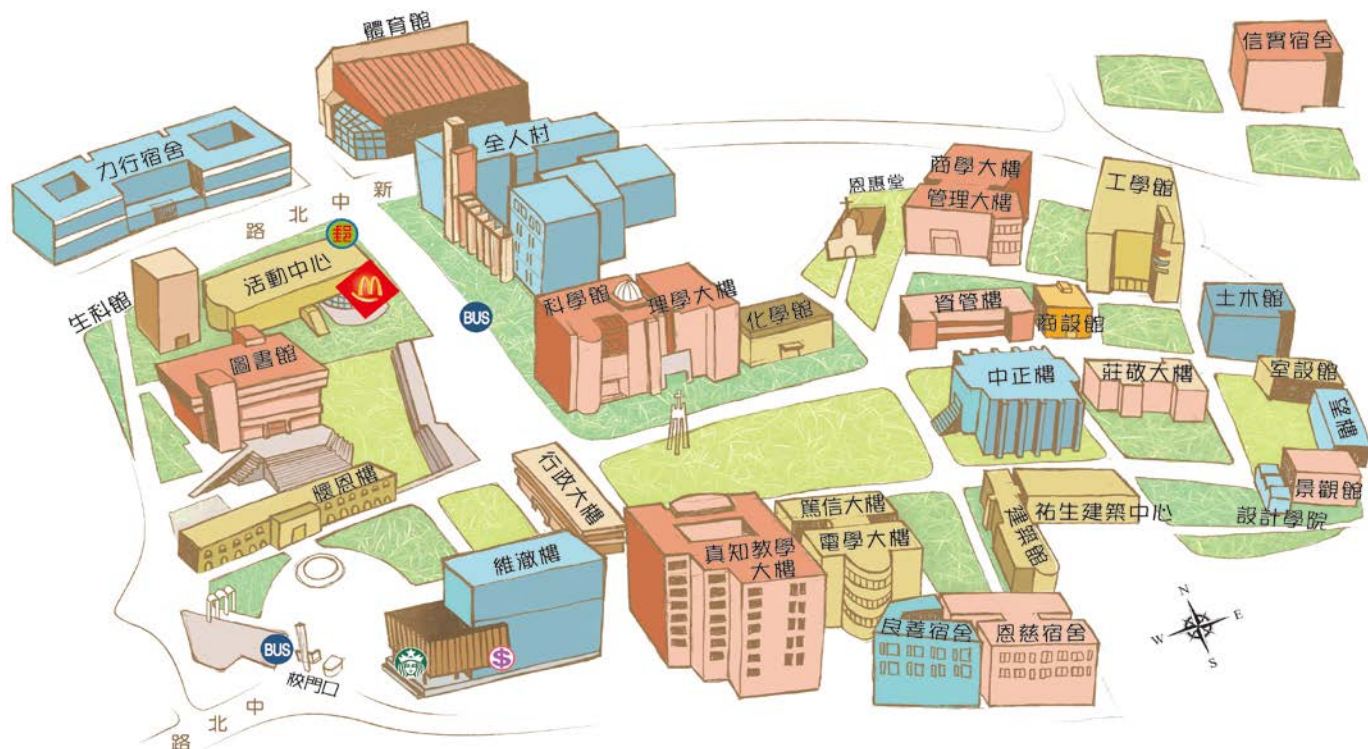 體育館
信實宿舍
力行宿舍
全人村
新中北路
郵
活動中心
生科館
BUS
圖書館
科學館
理學大樓
化學館
恩惠堂
商學大樓
管理大樓
工學館
資管樓
商設館
土木館
中正樓
莊敬大樓
室設館
望樓
景觀館
設計學院
懷恩樓
行政大樓
維澈樓
真知教學
大樓
篤信大樓
電學大樓
建築館
祐生建築中心
良善宿舍
恩慈宿舍
BUS
校門口
$
中北路
N
W
E
S